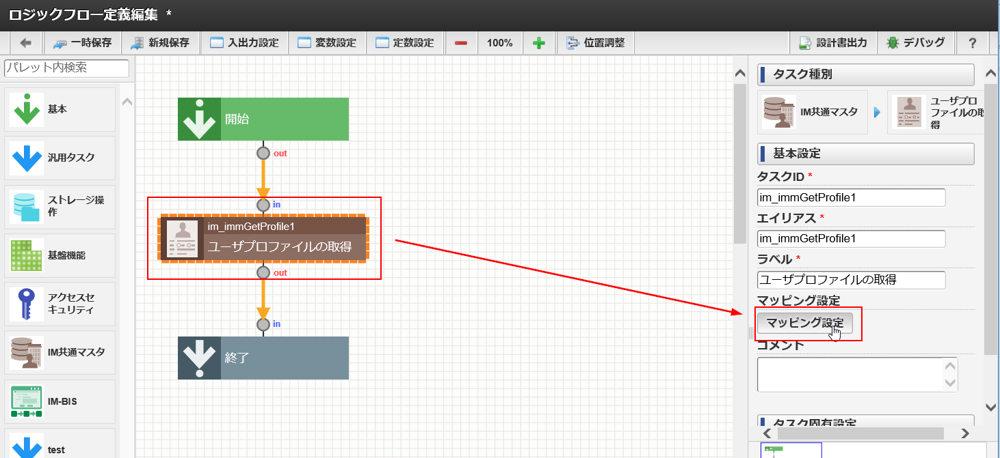 ロジックフロー定義編集 *
一時保存
新規保存
入出力設定
変数設定
定数設定
100%
位置調整
設計書出力
デバッグ
?
パレット内検索
基本
汎用タスク
ストレージ操
作
基盤機能
アクセスセ
キュリティ
IM共通マスタ
IM-BIS
test
開始
out
in
im_immGetProfile1
ユーザプロファイルの取得
out
in
終了
タスク種別
IM共通マスタ
ユーザプロ
ファイルの取
得
基本設定
タスクID *
im_immGetProfile1
エイリアス *
im_immGetProfile1
ラベル *
ユーザプロファイルの取得
マッピング設定
マッピング設定
コメント
タスク固有設定